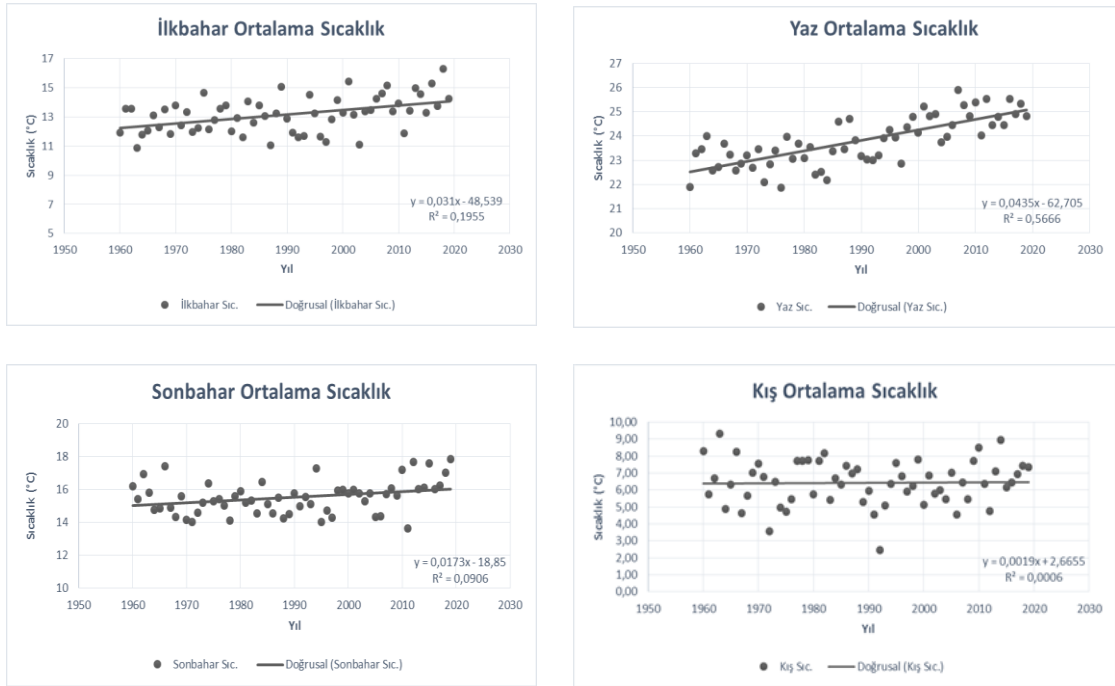 İlkbahar Ortalama Sıcaklık
17
15
13
11
9
7
5
Sıcaklık (°C)
y = 0,031x - 48,539
R² = 0,1955
1950 1960 1970 1980 1990 2000 2010 2020 2030
Yıl
İlkbahar Sıc. Doğrusal (İlkbahar Sıc.)
Yaz Ortalama Sıcaklık
27
26
25
24
23
22
21
20
Sıcaklık (°C)
y = 0,0435x - 62,705
R² = 0,5666
1950 1960 1970 1980 1990 2000 2010 2020 2030
Yıl
Yaz Sıc. Doğrusal (Yaz Sıc.)
Sonbahar Ortalama Sıcaklık
20
18
16
14
12
10
Sıcaklık (°C)
y = 0,0173x - 18,85
R² = 0,0906
1950 1960 1970 1980 1990 2000 2010 2020 2030
Yıl
Sonbahar Sıc. Doğrusal (Sonbahar Sıc.)
Kış Ortalama Sıcaklık
10,00
9,00
8,00
7,00
6,00
5,00
4,00
3,00
2,00
1,00
0,00
Sıcaklık (°C)
y = 0,0019x + 2,6655
R² = 0,0006
1950 1960 1970 1980 1990 2000 2010 2020 2030
Yıl
Kış Sıc. Doğrusal (Kış Sıc.)